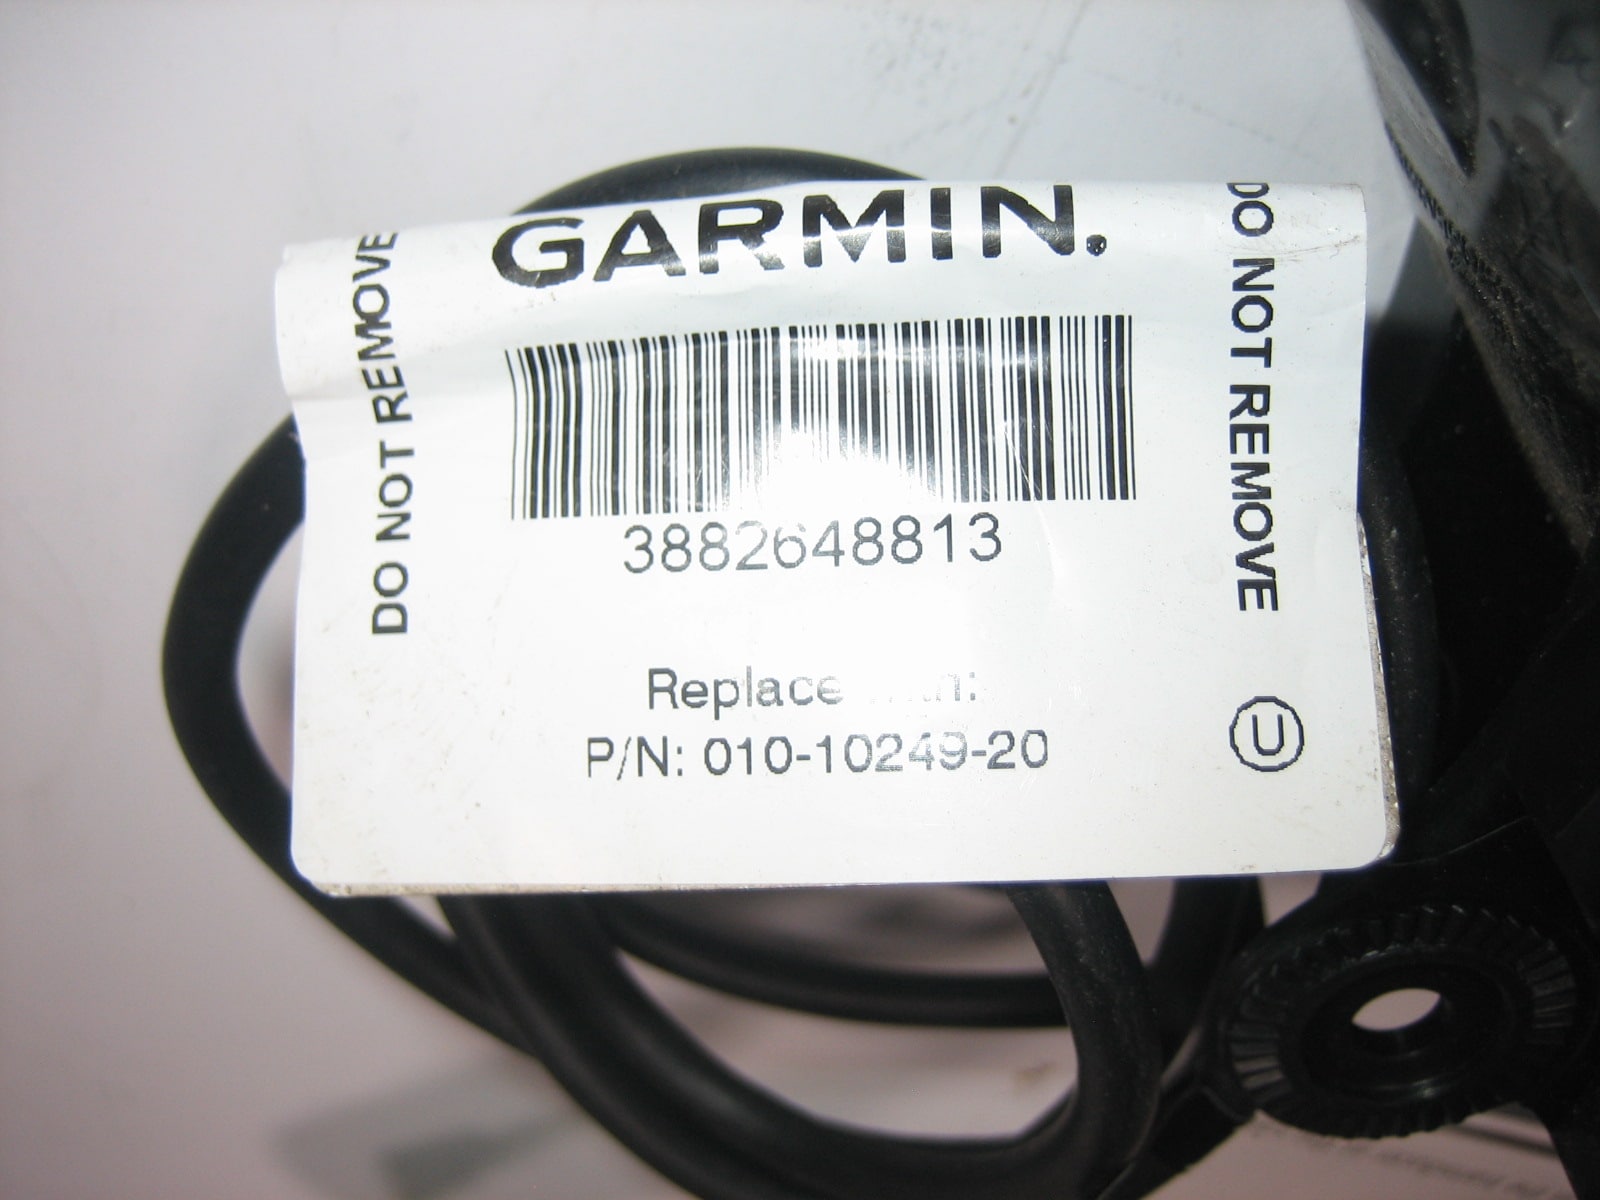 GARMIN.
DO NOT REMOVE
DO NOT REMOVE
3882648813
Replace
P/N: 010-10249-20
U